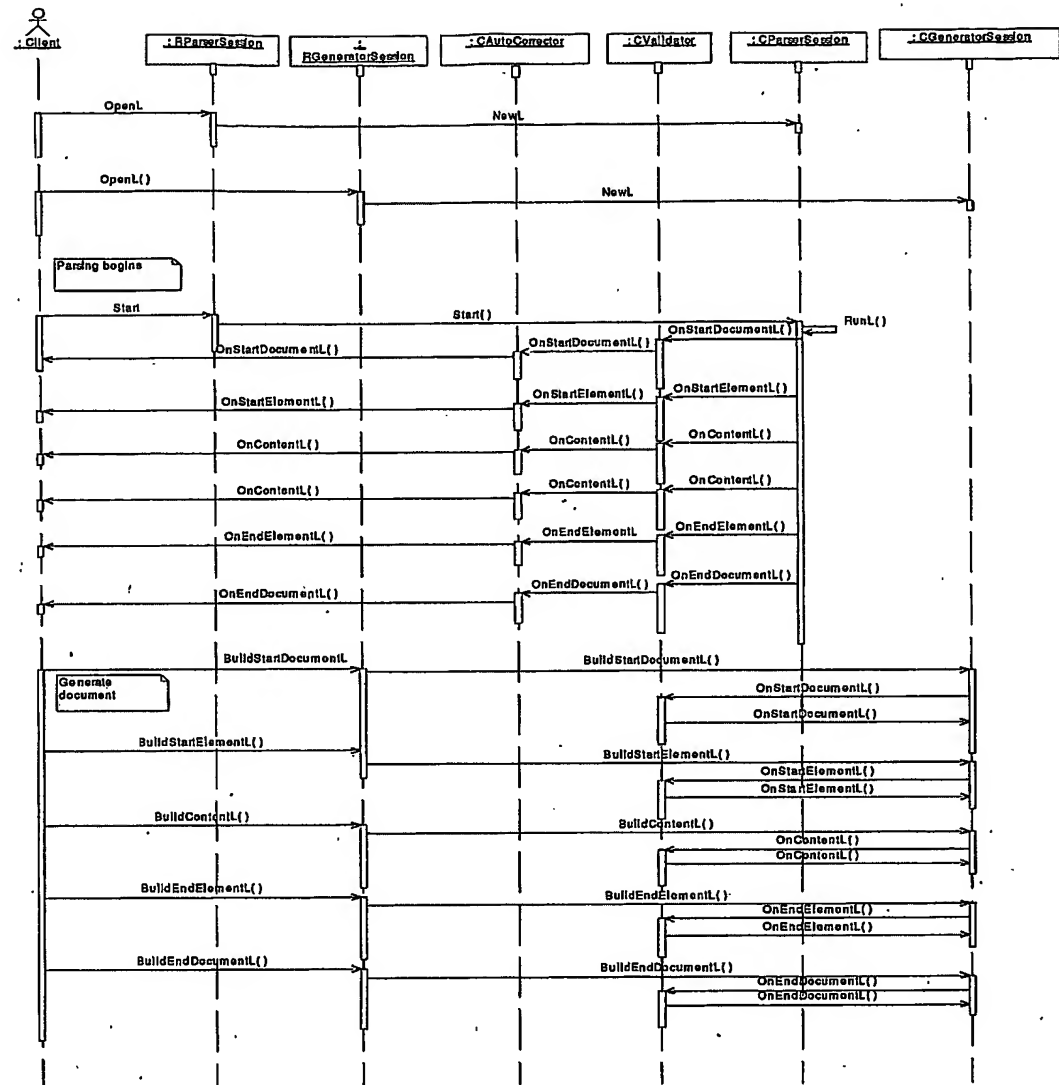 : Client
: RParserSession
:
RGeneratorSession
: CAutoCorrector
: CValidator
: CParserSession
: CGeneratorSession
OpenL
NewL
OpenL()
NewL
Parsing begins
Start
Start()
RunL()
OnStartDocumentL()
OnStartDocumentL()
OnStartDocumentL()
OnStartElementL()
OnStartElementL()
OnStartElementL()
OnContentL()
OnContentL()
OnContentL()
OnContentL()
OnContentL()
OnContentL()
OnEndElementL()
OnEndElementL
OnEndElementL()
OnEndDocumentL()
OnEndDocumentL()
OnEndDocumentL()
BuildStartDocumentL
BuildStartDocumentL()
Generate
document
OnStartDocumentL()
OnStartDocumentL()
BuildStartElementL()
BuildStartElementL()
OnStartElementL()
OnStartElementL()
BuildContentL()
BuildContentL()
OnContentL()
OnContentL()
BuildEndElementL()
BuildEndElementL()
OnEndElementL()
OnEndElementL()
BuildEndDocumentL()
BuildEndDocumentL()
OnEndDocumentL()
OnEndDocumentL()